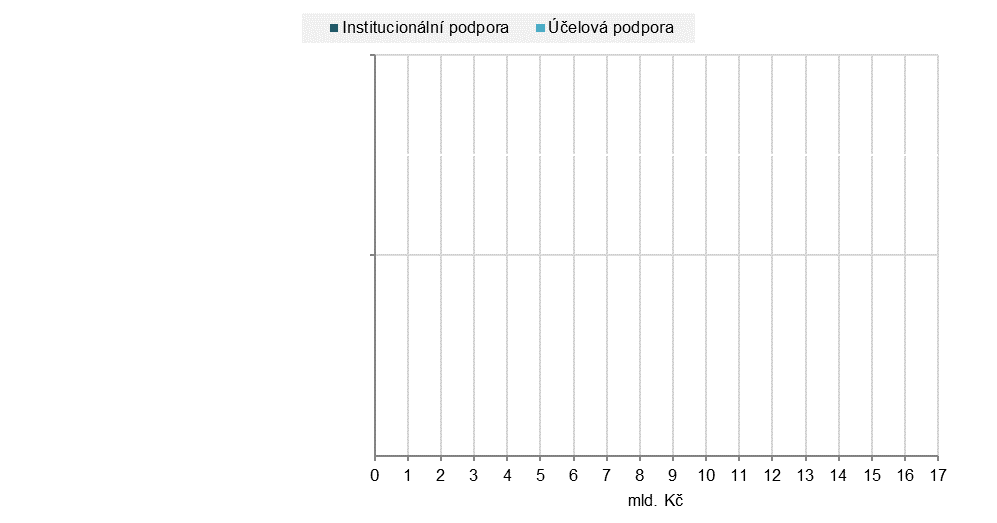 Institucionální podpora Účelová podpora
0 1 2 3 4 5 6 7 8 9 10 11 12 13 14 15 16 17
mld. Kč